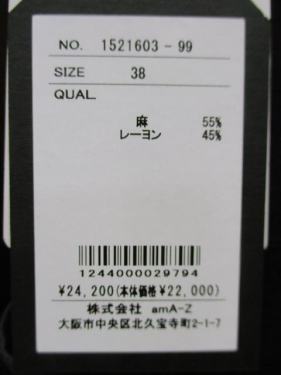 NO. 1521603-99
SIZE 38
QUAL.
麻 55%
レーヨン 45%
1244000029794
¥24,200(本体価格¥22,000)
株式会社 amA-Z
大阪市中央区北久宝寺町2-1-7